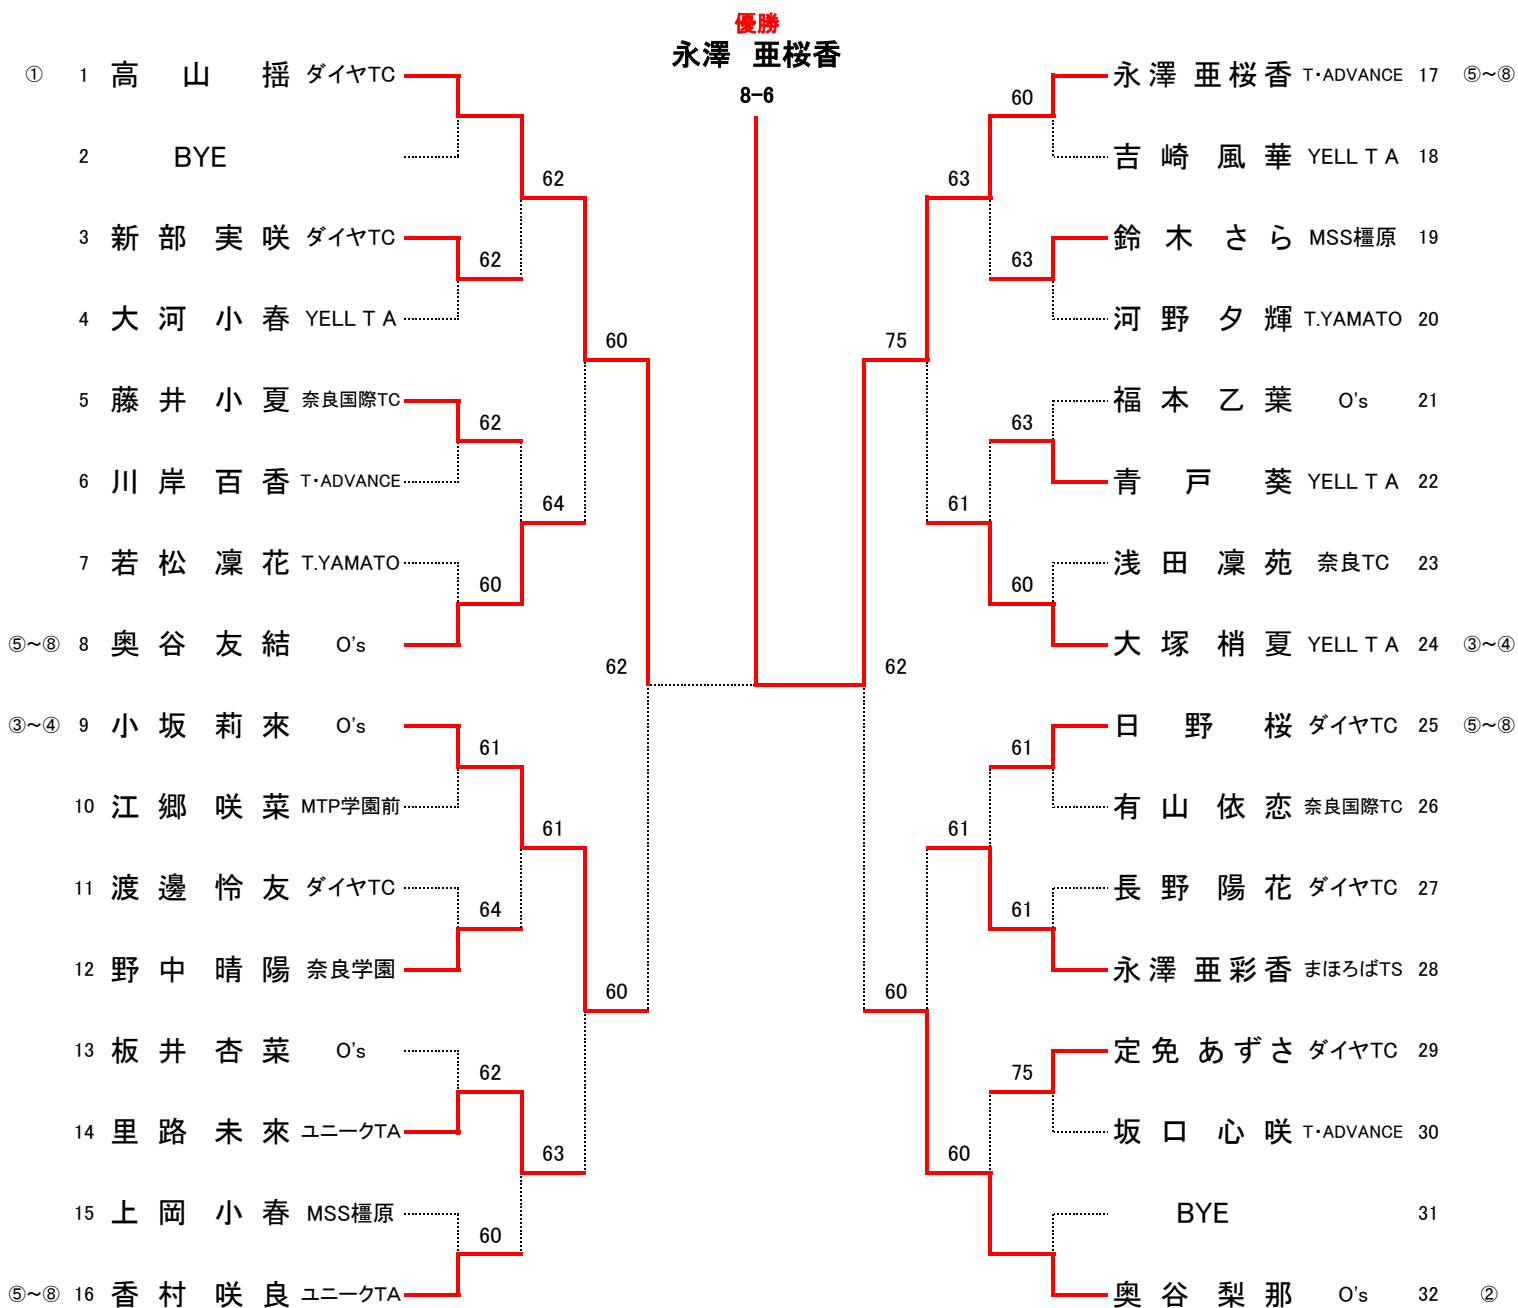 優勝
永澤 亜桜香
8-6
① 1 高山 揺 ダイヤTC
2 BYE
3 新部 実咲 ダイヤTC
4 大河 小春 YELL T A
5 藤井 小夏 奈良国際TC
6 川岸 百香 T・ADVANCE
7 若松 凜花 T.YAMATO
⑤~⑧ 8 奥谷 友結 O's
③~④ 9 小坂 莉來 O's
10 江郷 咲菜 MTP学園前
11 渡邊 怜友 ダイヤTC
12 野中 晴陽 奈良学園
13 板井 杏菜 O's
14 里路 未來 ユニークTA
15 上岡 小春 MSS橿原
⑤~⑧ 16 香村 咲良 ユニークTA
62
62
60
61
64
62
60
62
64
61
63
60
60
62
永澤 亜桜香 T・ADVANCE 17 ⑤~⑧
吉崎 風華 YELL T A 18
鈴木 さら MSS橿原 19
河野 夕輝 T.YAMATO 20
福本 乙葉 O's 21
青戸 葵 YELL T A 22
浅田 凜苑 奈良TC 23
大塚 梢夏 YELL T A 24 ③~④
日野 桜 ダイヤTC 25 ⑤~⑧
有山 依恋 奈良国際TC 26
長野 陽花 ダイヤTC 27
永澤 亜彩香 まほろばTS 28
定免 あずさ ダイヤTC 29
坂口 心咲 T・ADVANCE 30
BYE 31
奥谷 梨那 O's 32 ②
60
63
63
60
61
61
75
63
61
61
60
75
60
62